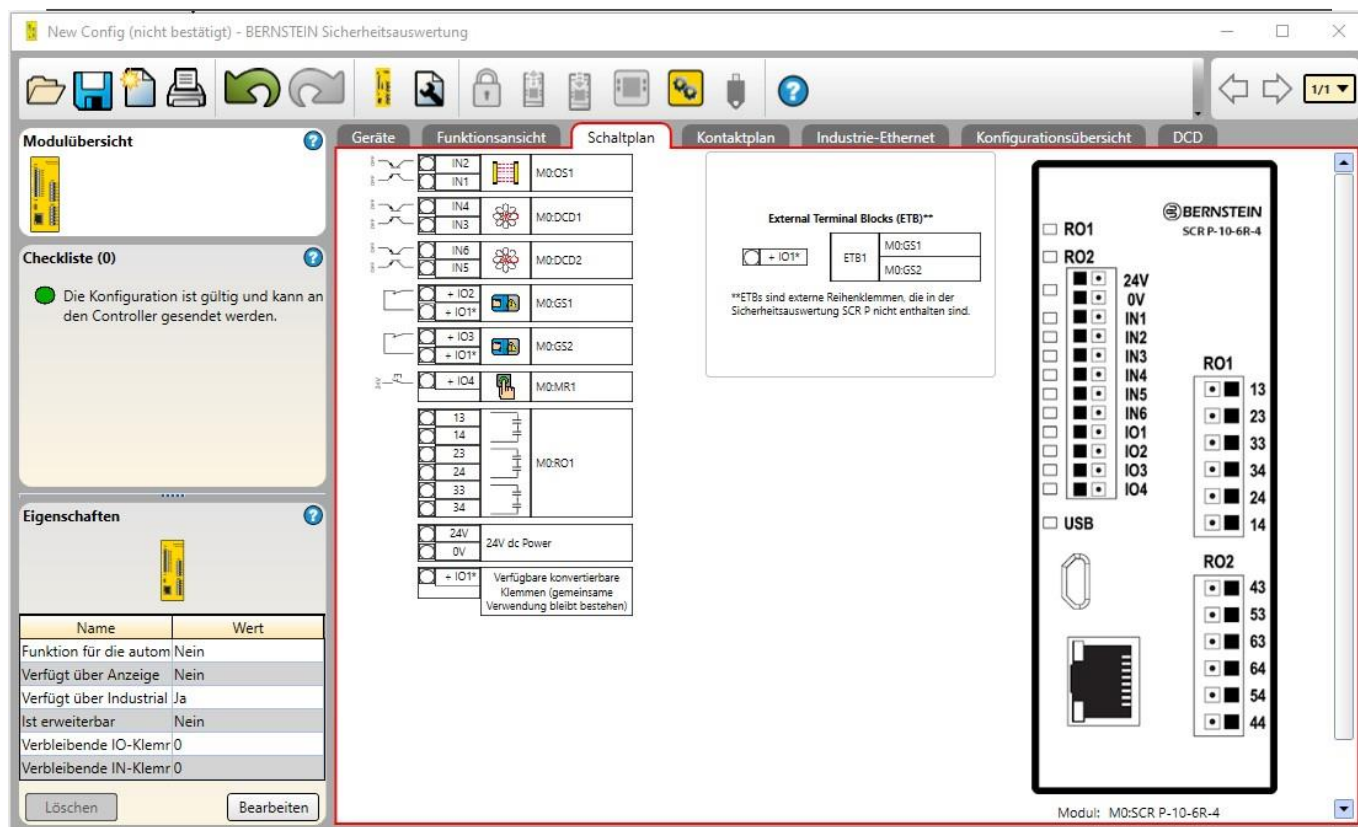 New Config (nicht bestätigt) - BERNSTEIN Sicherheitsauswertung
1/1
Modulübersicht
Checkliste (0)
Die Konfiguration ist gültig und kann an
den Controller gesendet werden.
Eigenschaften
Name Wert
Funktion für die autom Nein
Verfügt über Anzeige Nein
Verfügt über Industrial Ja
Ist erweiterbar Nein
Verbleibende IO-Klemr 0
Verbleibende IN-Klemr 0
Löschen Bearbeiten
Geräte Funktionsansicht Schaltplan Kontaktplan Industrie-Ethernet Konfigurationsübersicht DCD
IN2
IN1
M0:OS1
IN4
IN3
M0:DCD1
IN6
IN5
M0:DCD2
+ IO2
+ IO1*
M0:GS1
+ IO3
+ IO1*
M0:GS2
+ IO4
M0:MR1
13
14
23
24
33
34
M0:RO1
24V
0V
24V dc Power
+ IO1*
Verfügbare konvertierbare
Klemmen (gemeinsame
Verwendung bleibt bestehen)
External Terminal Blocks (ETB)**
+ IO1*
ETB1
M0:GS1
M0:GS2
**ETBs sind externe Reihenklemmen, die in der
Sicherheitsauswertung SCR P nicht enthalten sind.
BERNSTEIN
SCR P-10-6R-4
RO1
RO2
24V
0V
IN1
IN2
IN3
IN4
IN5
IN6
IO1
IO2
IO3
IO4
USB
RO1
13
23
33
34
24
14
RO2
43
53
63
64
54
44
Modul: M0:SCR P-10-6R-4